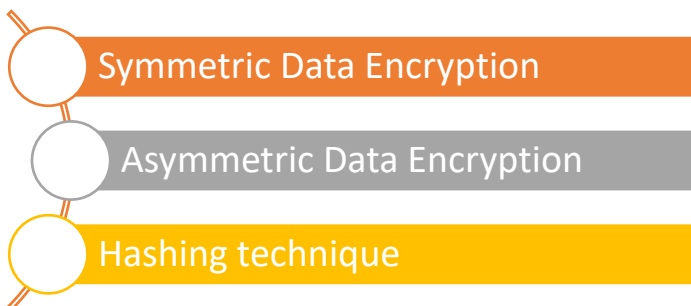 Symmetric Data Encryption
Asymmetric Data Encryption
Hashing technique